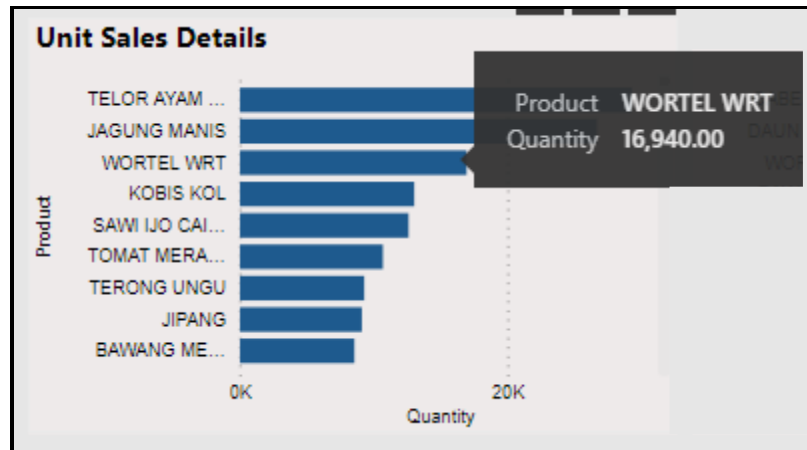 Unit Sales Details
TELOR AYAM ...
JAGUNG MANIS
WORTEL WRT
KOBIS KOL
SAWI IJO CAI...
TOMAT MERA...
TERONG UNGU
JIPANG
BAWANG ME...
Product
0K 20K
Quantity
Product WORTEL WRT
Quantity 16,940.00